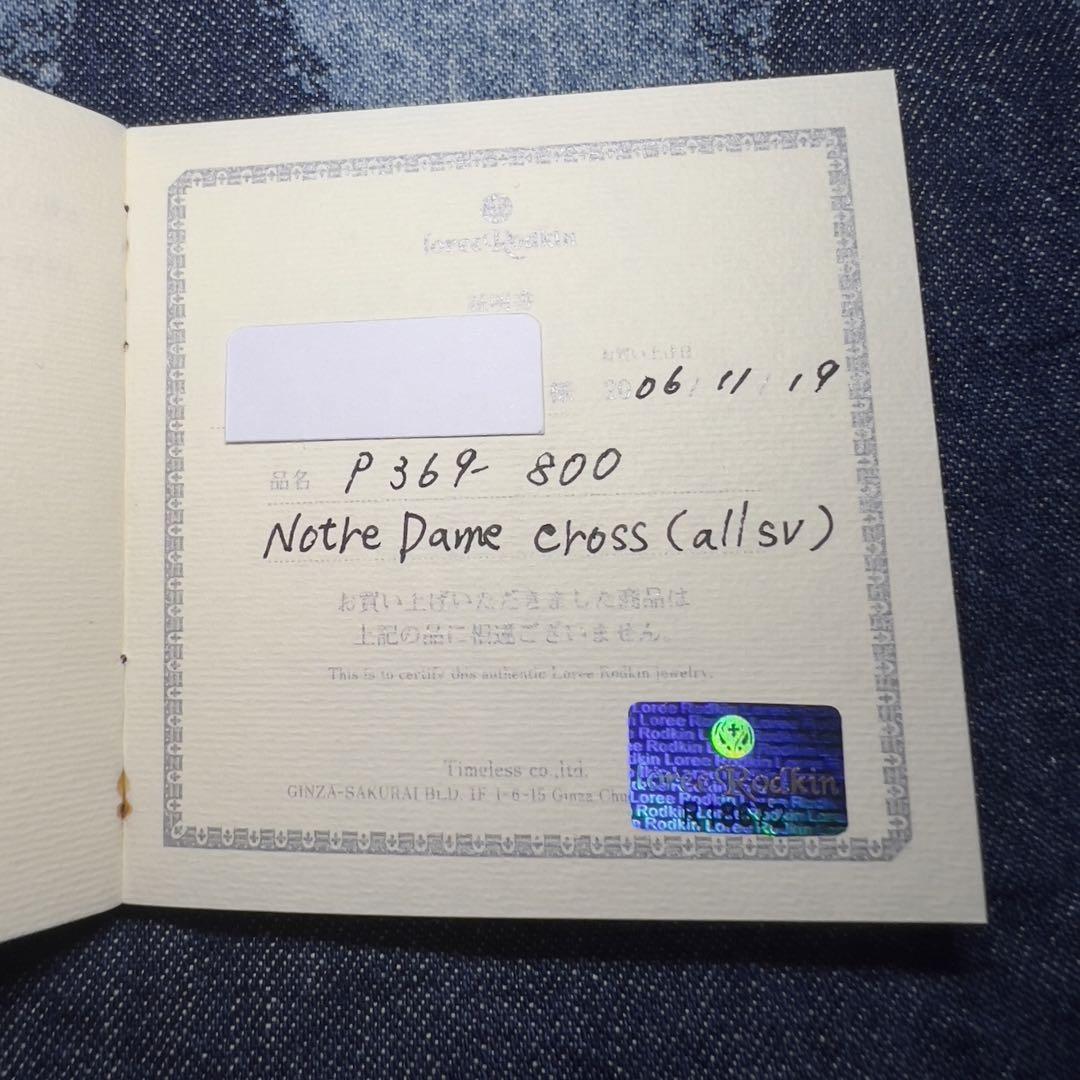 Loree Rodkin
証明書
お買い上げ日
様 2006/11/19
品名 P369-800
Notre Dame cross (all sv)
お買い上げいただきました商品は
上記の品に相違ございません。
This is to certify this authentic Loree Rodkin jewelry.
Timeless co.,ltd.
GINZA-SAKURAI BLD. 1F 1-6-15 Ginza Chu
Loree Rodkin